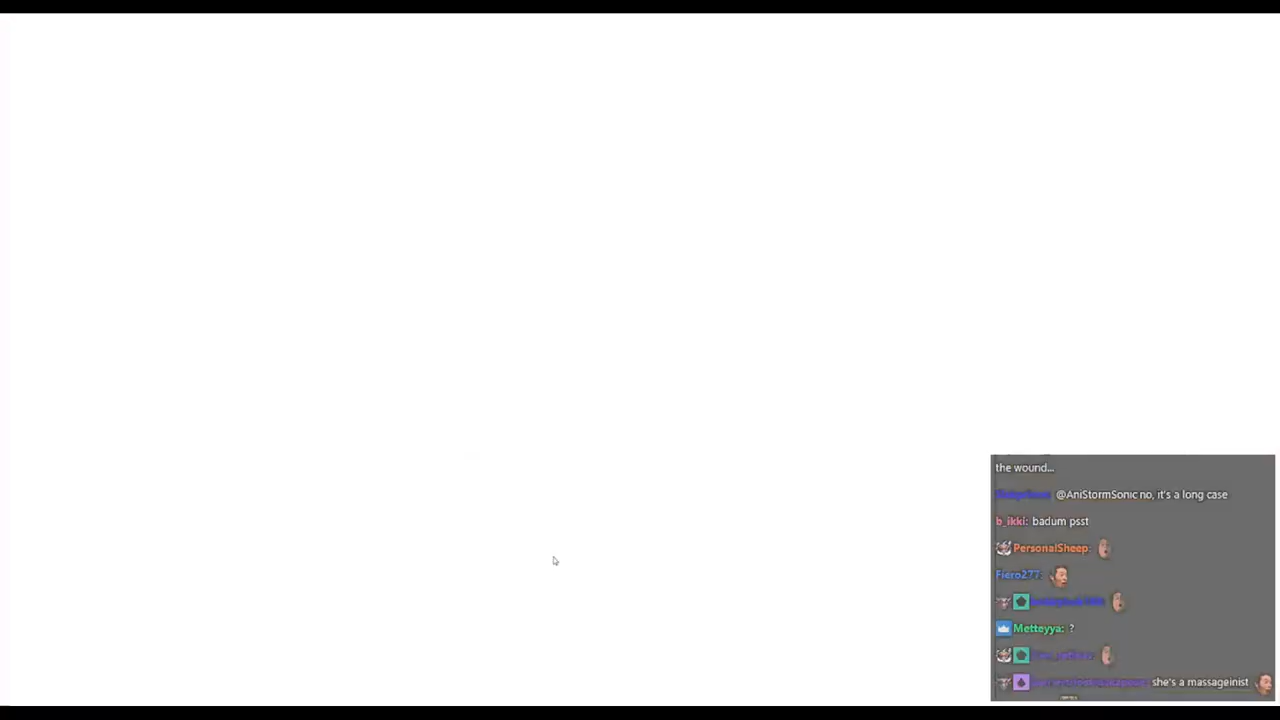 the wound...
@AniStormSonic no, it's a long case
b_ikki: badum psst
PersonalSheep:
Fiero277:
Metteyya: ?
she's a massageinist